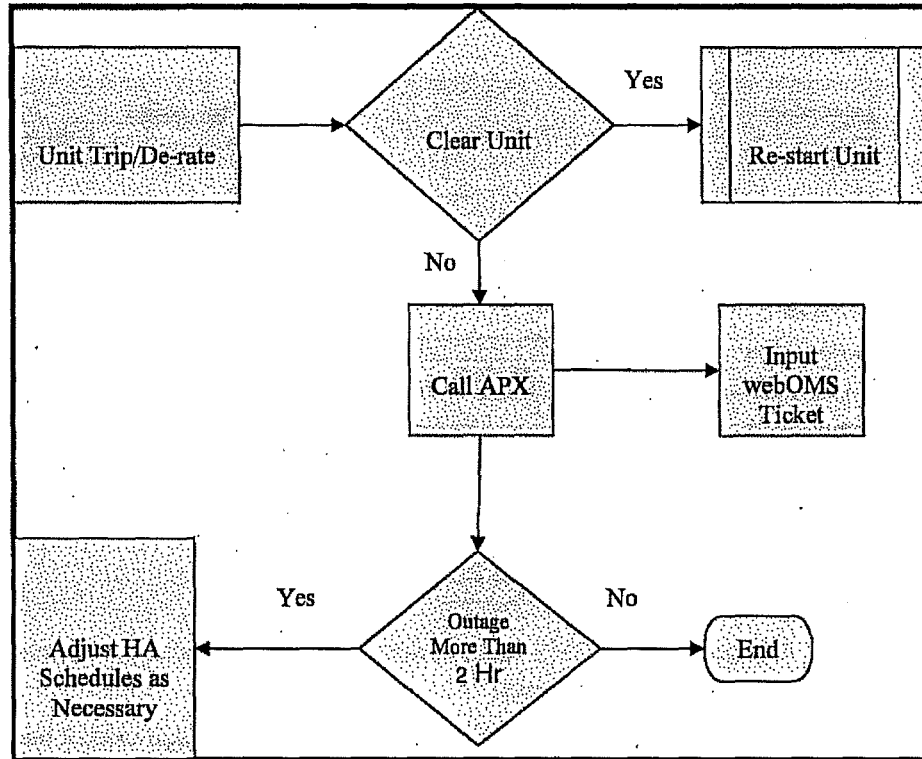 Yes
Unit Trip/De-rate
Clear Unit
Re-start Unit
No
Call APX
Input
webOMS
Ticket
Yes
No
Outage
More Than
2 Hr
End
Adjust HA
Schedules as
Necessary